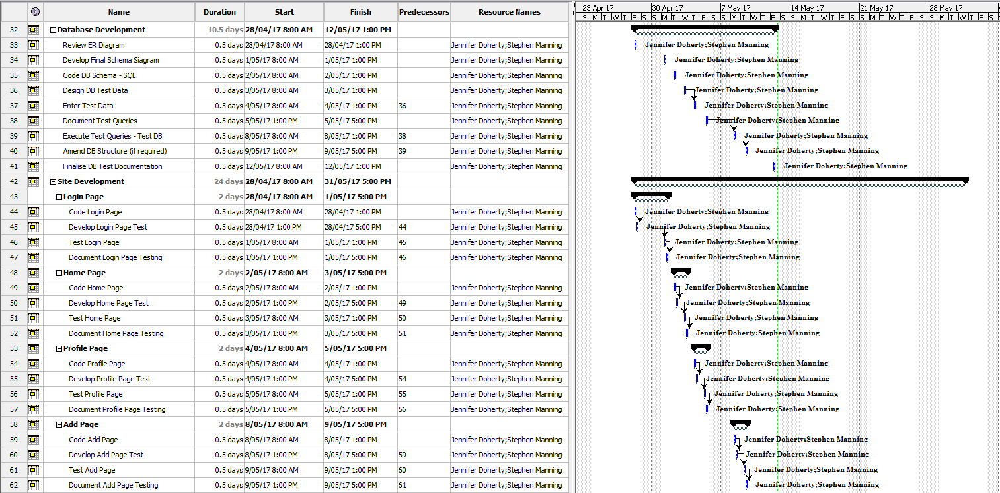 Name Duration Start Finish Predecessors Resource Names
23 Apr 17 30 Apr 17 7 May 17 14 May 17 21 May 17 28 May 17
S M T W T F S S M T W T F S S M T W T F S S M T W T F S S M T W T F S S M T W T F S
32 Database Development 10.5 days 28/04/17 8:00 AM 12/05/17 1:00 PM
33 Review ER Diagram 0.5 days 28/04/17 8:00 AM 28/04/17 1:00 PM Jennifer Doherty;Stephen Manning Jennifer Doherty;Stephen Manning
34 Develop Final Schema Siagram 0.5 days 1/05/17 8:00 AM 1/05/17 1:00 PM Jennifer Doherty;Stephen Manning Jennifer Doherty;Stephen Manning
35 Code DB Schema - SQL 0.5 days 2/05/17 8:00 AM 2/05/17 1:00 PM Jennifer Doherty;Stephen Manning Jennifer Doherty;Stephen Manning
36 Design DB Test Data 0.5 days 3/05/17 8:00 AM 3/05/17 1:00 PM Jennifer Doherty;Stephen Manning Jennifer Doherty;Stephen Manning
37 Enter Test Data 0.5 days 4/05/17 8:00 AM 4/05/17 1:00 PM 36 Jennifer Doherty;Stephen Manning Jennifer Doherty;Stephen Manning
38 Document Test Queries 0.5 days 5/05/17 1:00 PM 5/05/17 5:00 PM Jennifer Doherty;Stephen Manning Jennifer Doherty;Stephen Manning
39 Execute Test Queries - Test DB 0.5 days 8/05/17 8:00 AM 8/05/17 1:00 PM 38 Jennifer Doherty;Stephen Manning Jennifer Doherty;Stephen Manning
40 Amend DB Structure (if required) 0.5 days 9/05/17 1:00 PM 9/05/17 5:00 PM 39 Jennifer Doherty;Stephen Manning Jennifer Doherty;Stephen Manning
41 Finalise DB Test Documentation 0.5 days 12/05/17 8:00 AM 12/05/17 1:00 PM Jennifer Doherty;Stephen Manning Jennifer Doherty;Stephen Manning
42 Site Development 24 days 28/04/17 8:00 AM 31/05/17 5:00 PM
43 Login Page 2 days 28/04/17 8:00 AM 1/05/17 5:00 PM
44 Code Login Page 0.5 days 28/04/17 8:00 AM 28/04/17 1:00 PM Jennifer Doherty;Stephen Manning Jennifer Doherty;Stephen Manning
45 Develop Login Page Test 0.5 days 28/04/17 1:00 PM 28/04/17 5:00 PM 44 Jennifer Doherty;Stephen Manning Jennifer Doherty;Stephen Manning
46 Test Login Page 0.5 days 1/05/17 8:00 AM 1/05/17 1:00 PM 45 Jennifer Doherty;Stephen Manning Jennifer Doherty;Stephen Manning
47 Document Login Page Testing 0.5 days 1/05/17 1:00 PM 1/05/17 5:00 PM 46 Jennifer Doherty;Stephen Manning Jennifer Doherty;Stephen Manning
48 Home Page 2 days 2/05/17 8:00 AM 3/05/17 5:00 PM
49 Code Home Page 0.5 days 2/05/17 8:00 AM 2/05/17 1:00 PM Jennifer Doherty;Stephen Manning Jennifer Doherty;Stephen Manning
50 Develop Home Page Test 0.5 days 2/05/17 1:00 PM 2/05/17 5:00 PM 49 Jennifer Doherty;Stephen Manning Jennifer Doherty;Stephen Manning
51 Test Home Page 0.5 days 3/05/17 8:00 AM 3/05/17 1:00 PM 50 Jennifer Doherty;Stephen Manning Jennifer Doherty;Stephen Manning
52 Document Home Page Testing 0.5 days 3/05/17 1:00 PM 3/05/17 5:00 PM 51 Jennifer Doherty;Stephen Manning Jennifer Doherty;Stephen Manning
53 Profile Page 2 days 4/05/17 8:00 AM 5/05/17 5:00 PM
54 Code Profile Page 0.5 days 4/05/17 8:00 AM 4/05/17 1:00 PM Jennifer Doherty;Stephen Manning Jennifer Doherty;Stephen Manning
55 Develop Profile Page Test 0.5 days 4/05/17 1:00 PM 4/05/17 5:00 PM 54 Jennifer Doherty;Stephen Manning Jennifer Doherty;Stephen Manning
56 Test Profile Page 0.5 days 5/05/17 8:00 AM 5/05/17 1:00 PM 55 Jennifer Doherty;Stephen Manning Jennifer Doherty;Stephen Manning
57 Document Profile Page Testing 0.5 days 5/05/17 1:00 PM 5/05/17 5:00 PM 56 Jennifer Doherty;Stephen Manning Jennifer Doherty;Stephen Manning
58 Add Page 2 days 8/05/17 8:00 AM 9/05/17 5:00 PM
59 Code Add Page 0.5 days 8/05/17 8:00 AM 8/05/17 1:00 PM Jennifer Doherty;Stephen Manning Jennifer Doherty;Stephen Manning
60 Develop Add Page Test 0.5 days 8/05/17 1:00 PM 8/05/17 5:00 PM 59 Jennifer Doherty;Stephen Manning Jennifer Doherty;Stephen Manning
61 Test Add Page 0.5 days 9/05/17 8:00 AM 9/05/17 1:00 PM 60 Jennifer Doherty;Stephen Manning Jennifer Doherty;Stephen Manning
62 Document Add Page Testing 0.5 days 9/05/17 1:00 PM 9/05/17 5:00 PM 61 Jennifer Doherty;Stephen Manning Jennifer Doherty;Stephen Manning